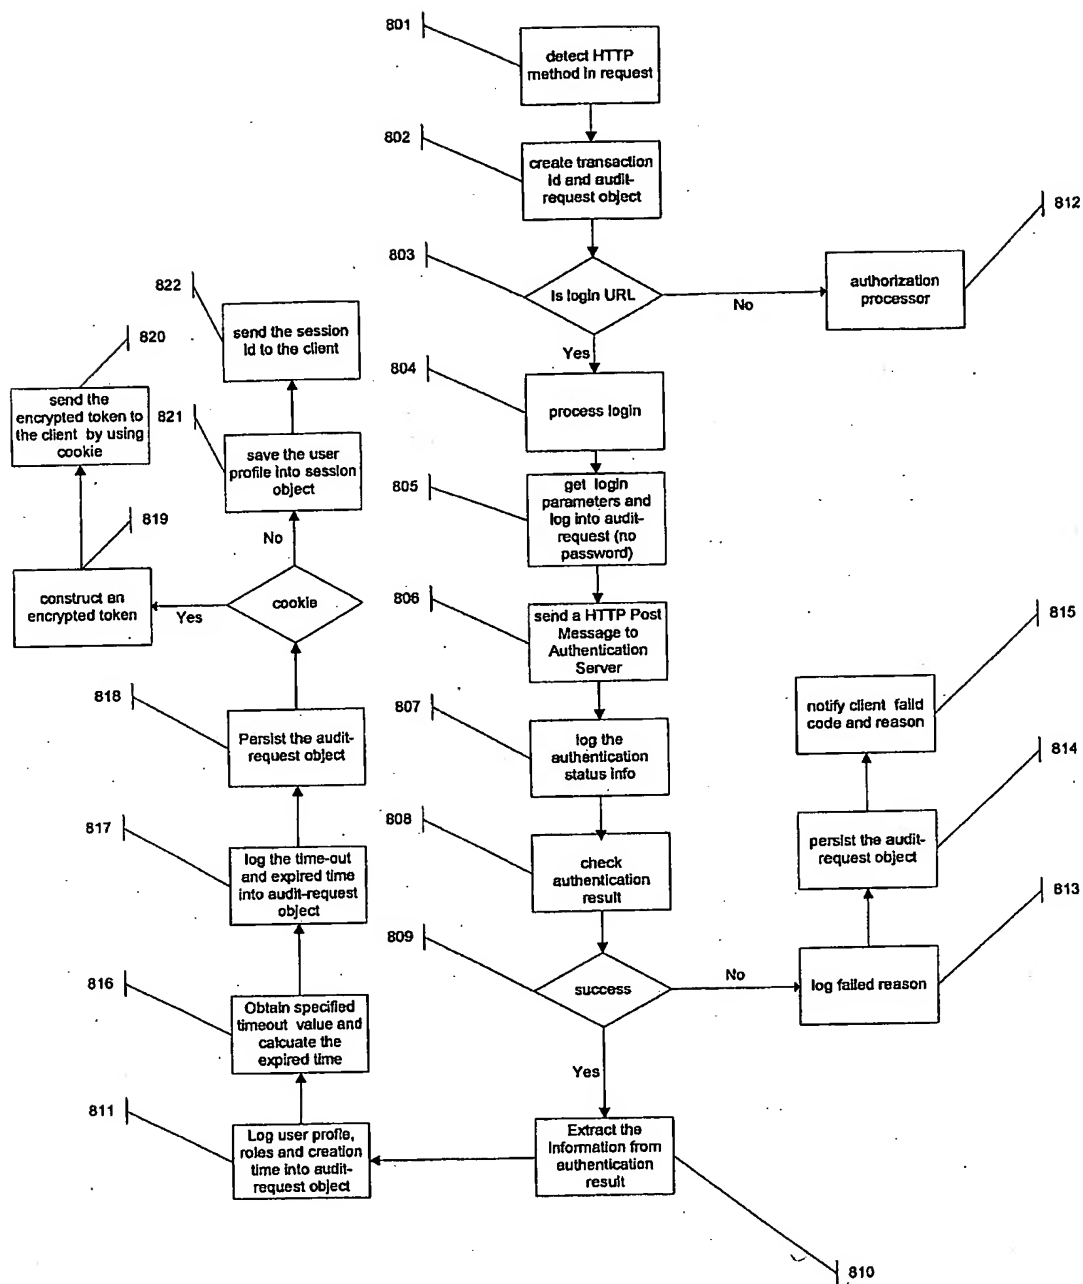 801
detect HTTP
method in request
802
create transaction
id and audit-
request object
812
803
Is login URL
No
authorization
processor
822
send the session
id to the client
Yes
820
804
process login
send the
encrypted token to
the client by using
cookie
821
save the user
profile into session
object
805
get login
parameters and
log into audit-
request (no
password)
819
No
construct an
encrypted token
Yes
cookie
806
send a HTTP Post
Message to
Authentication
Server
815
818
807
notify client faild
code and reason
Persist the audit-
request object
log the
authentication
status info
814
817
808
log the time-out
and expired time
into audit-request
object
check
authentication
result
persist the audit-
request object
813
809
816
success
No
log failed reason
Obtain specified
timeout value and
calcuate the
expired time
Yes
811
Log user profile,
roles and creation
time into audit-
request object
Extract the
information from
authentication
result
810